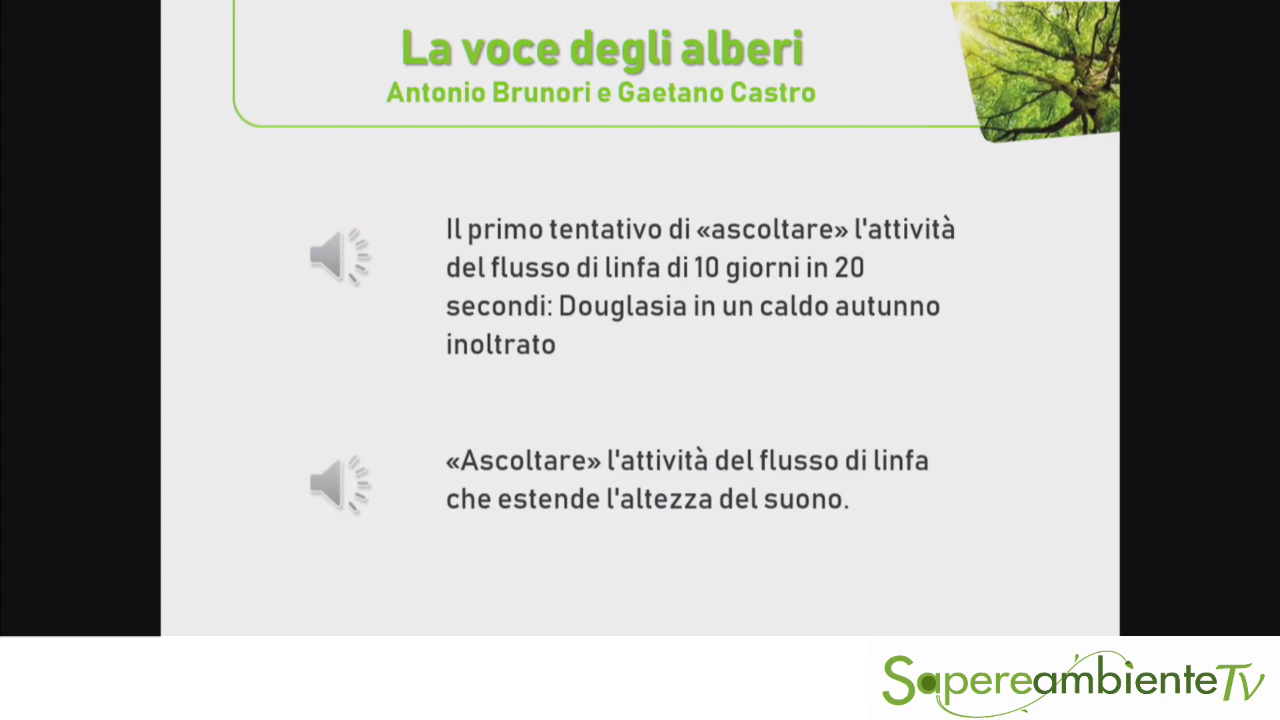 La voce degli alberi
Antonio Brunori e Gaetano Castro
Il primo tentativo di «ascoltare» l'attività
del flusso di linfa di 10 giorni in 20
secondi: Douglasia in un caldo autunno
inoltrato
«Ascoltare» l'attività del flusso di linfa
che estende l'altezza del suono.
SapereambienteTv